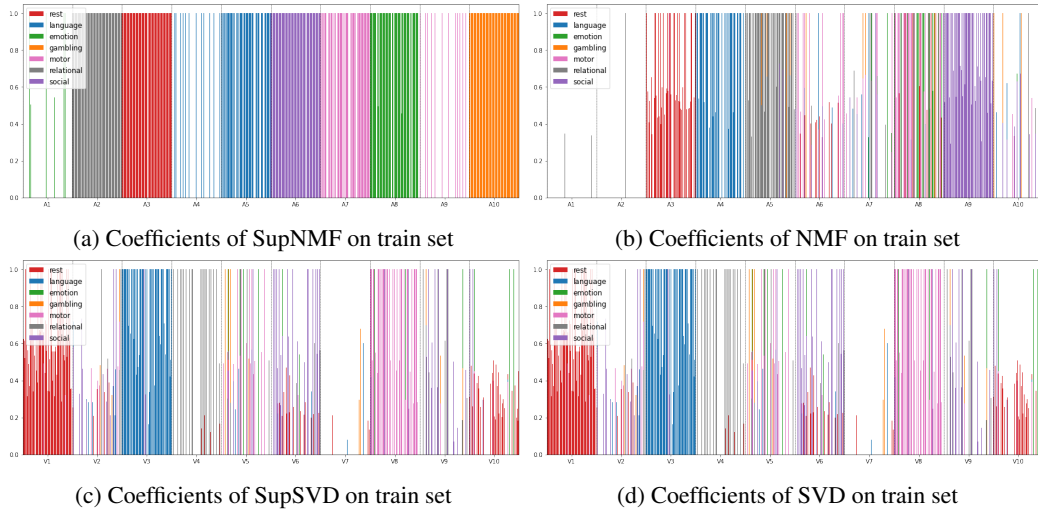 1.0
0.8
0.6
0.4
0.2
0.0
rest
language
emotion
gambling
motor
relational
social
A1 A2 A3 A4 A5 A6 A7 A8 A9 A10
(a) Coefficients of SupNMF on train set
1.0
0.8
0.6
0.4
0.2
0.0
rest
language
emotion
gambling
motor
relational
social
A1 A2 A3 A4 A5 A6 A7 A8 A9 A10
(b) Coefficients of NMF on train set
1.0
0.8
0.6
0.4
0.2
0.0
rest
language
emotion
gambling
motor
relational
social
V1 V2 V3 V4 V5 V6 V7 V8 V9 V10
(c) Coefficients of SupSVD on train set
1.0
0.8
0.6
0.4
0.2
0.0
rest
language
emotion
gambling
motor
relational
social
V1 V2 V3 V4 V5 V6 V7 V8 V9 V10
(d) Coefficients of SVD on train set